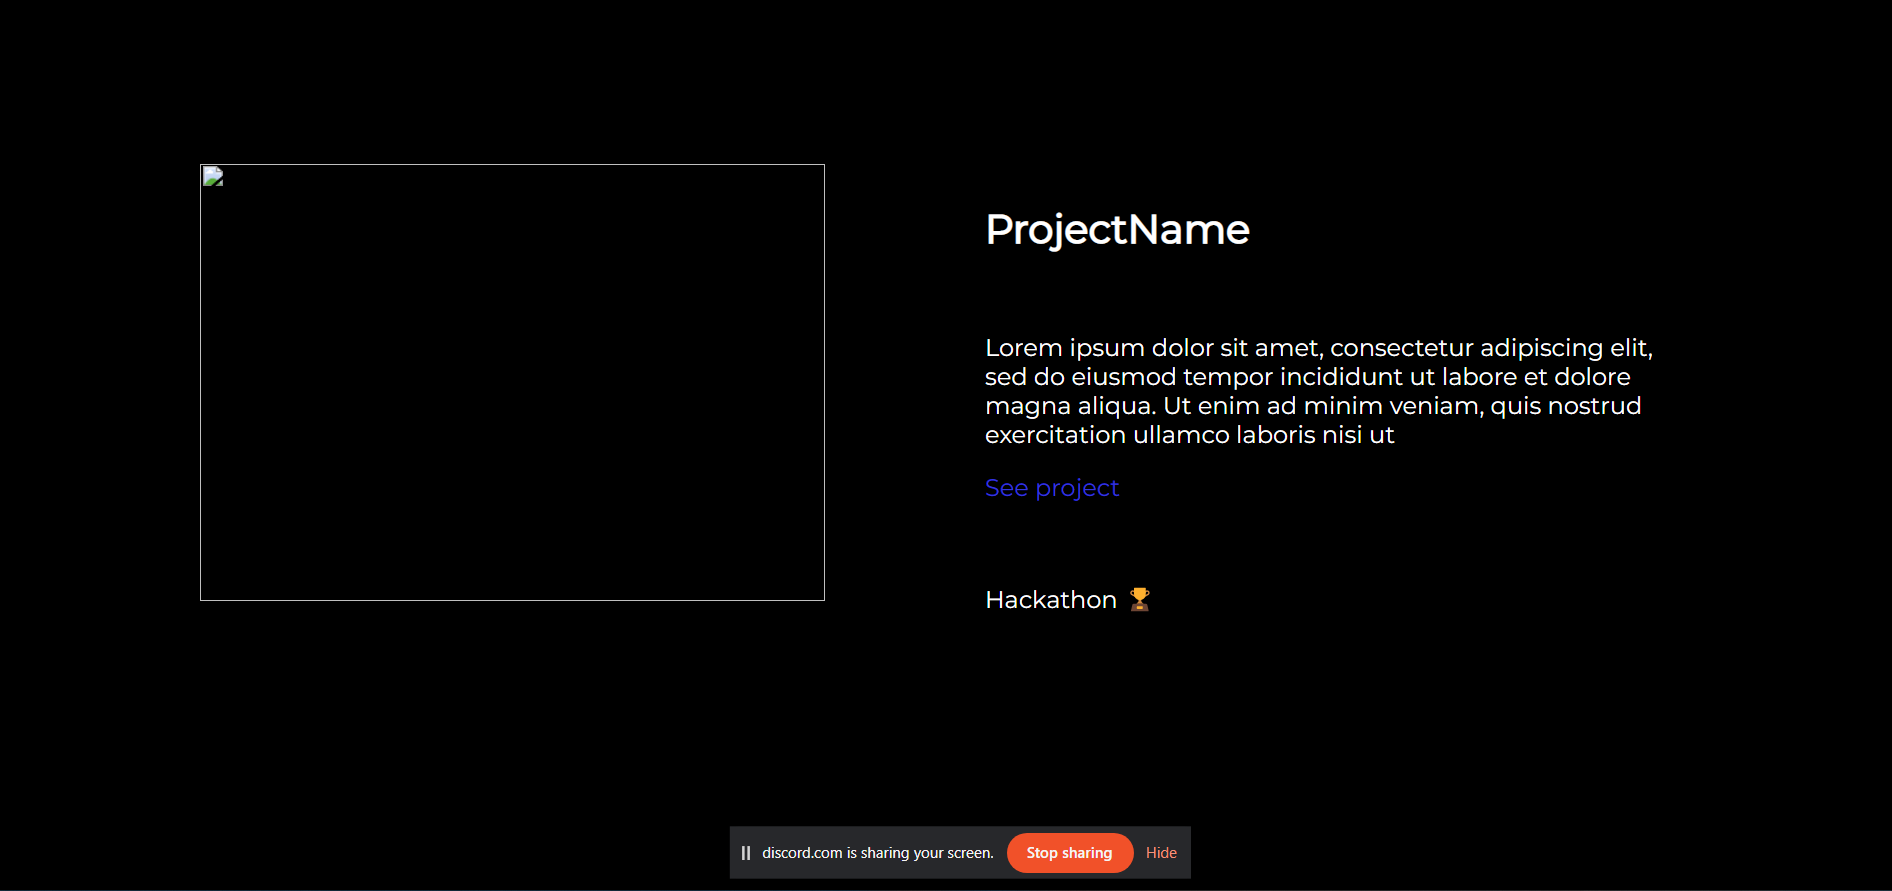 ProjectName
Lorem ipsum dolor sit amet, consectetur adipiscing elit,
sed do eiusmod tempor incididunt ut labore et dolore
magna aliqua. Ut enim ad minim veniam, quis nostrud
exercitation ullamco laboris nisi ut
See project
Hackathon 🏆
discord.com is sharing your screen. Stop sharing Hide